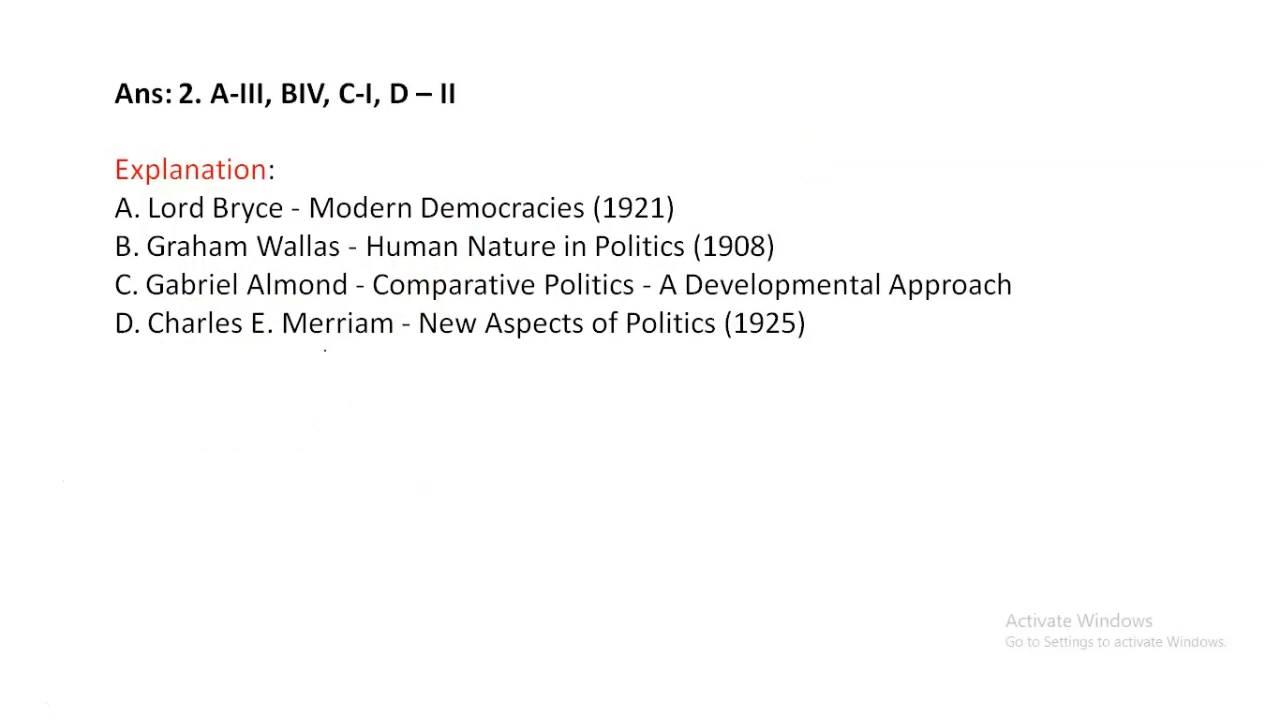 Ans: 2. A-III, BIV, C-I, D – II
Explanation:
A. Lord Bryce - Modern Democracies (1921)
B. Graham Wallas - Human Nature in Politics (1908)
C. Gabriel Almond - Comparative Politics - A Developmental Approach
D. Charles E. Merriam - New Aspects of Politics (1925)
Activate Windows
Go to Settings to activate Windows.